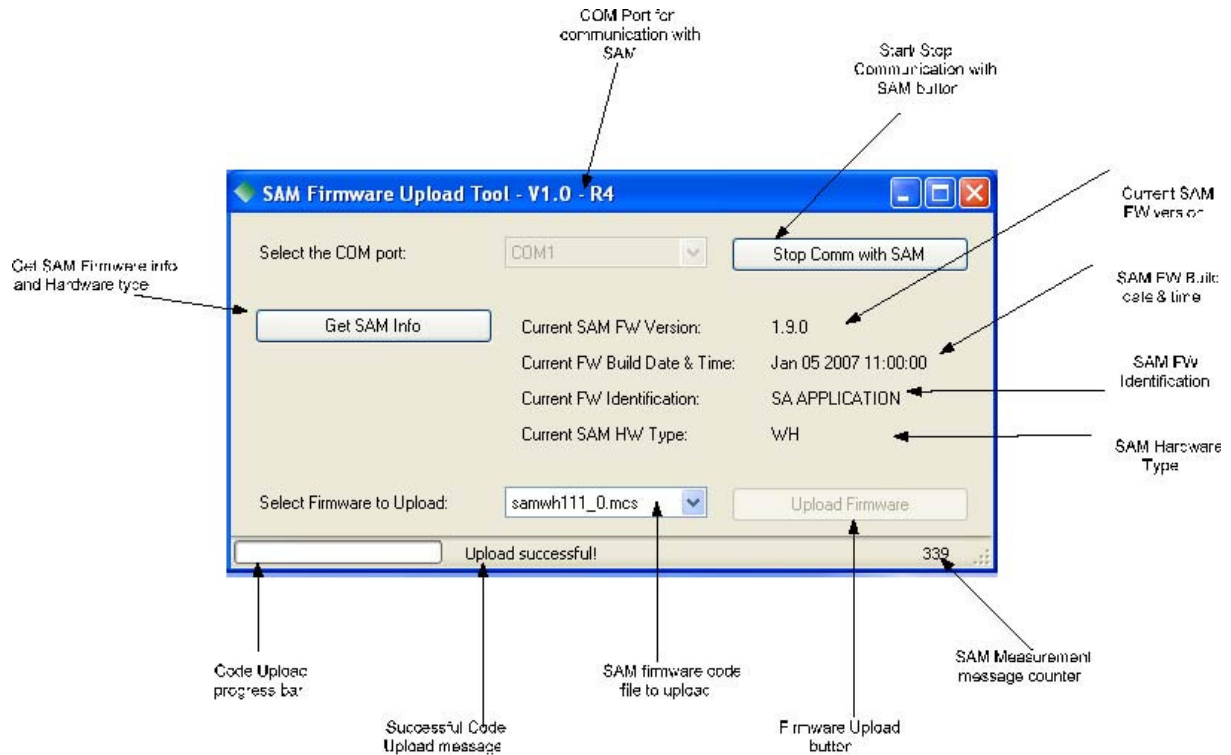 COM Port for
communication with
SAM
Start/Stop
Communication with
SAM button
SAM Firmware Upload Tool - V1.0 - R4
Current SAM
FW version
Select the COM port:
COM1
Stop Comm with SAM
Get SAM Firmware info
and Hardware type
SAM FW Build
date & time
Get SAM Info
Current SAM FW Version:
1.9.0
Current FW Build Date & Time:
Jan 05 2007 11:00:00
SAM FW
Identification
Current FW Identification:
SA APPLICATION
Current SAM HW Type:
WH
SAM Hardware
Type
Select Firmware to Upload:
samwh111_0.mcs
Upload Firmware
Upload successful!
339
Code Upload
progress bar
SAM firmware code
file to upload
SAM Measurement
message counter
Successful Code
Upload message
Firmware Upload
button